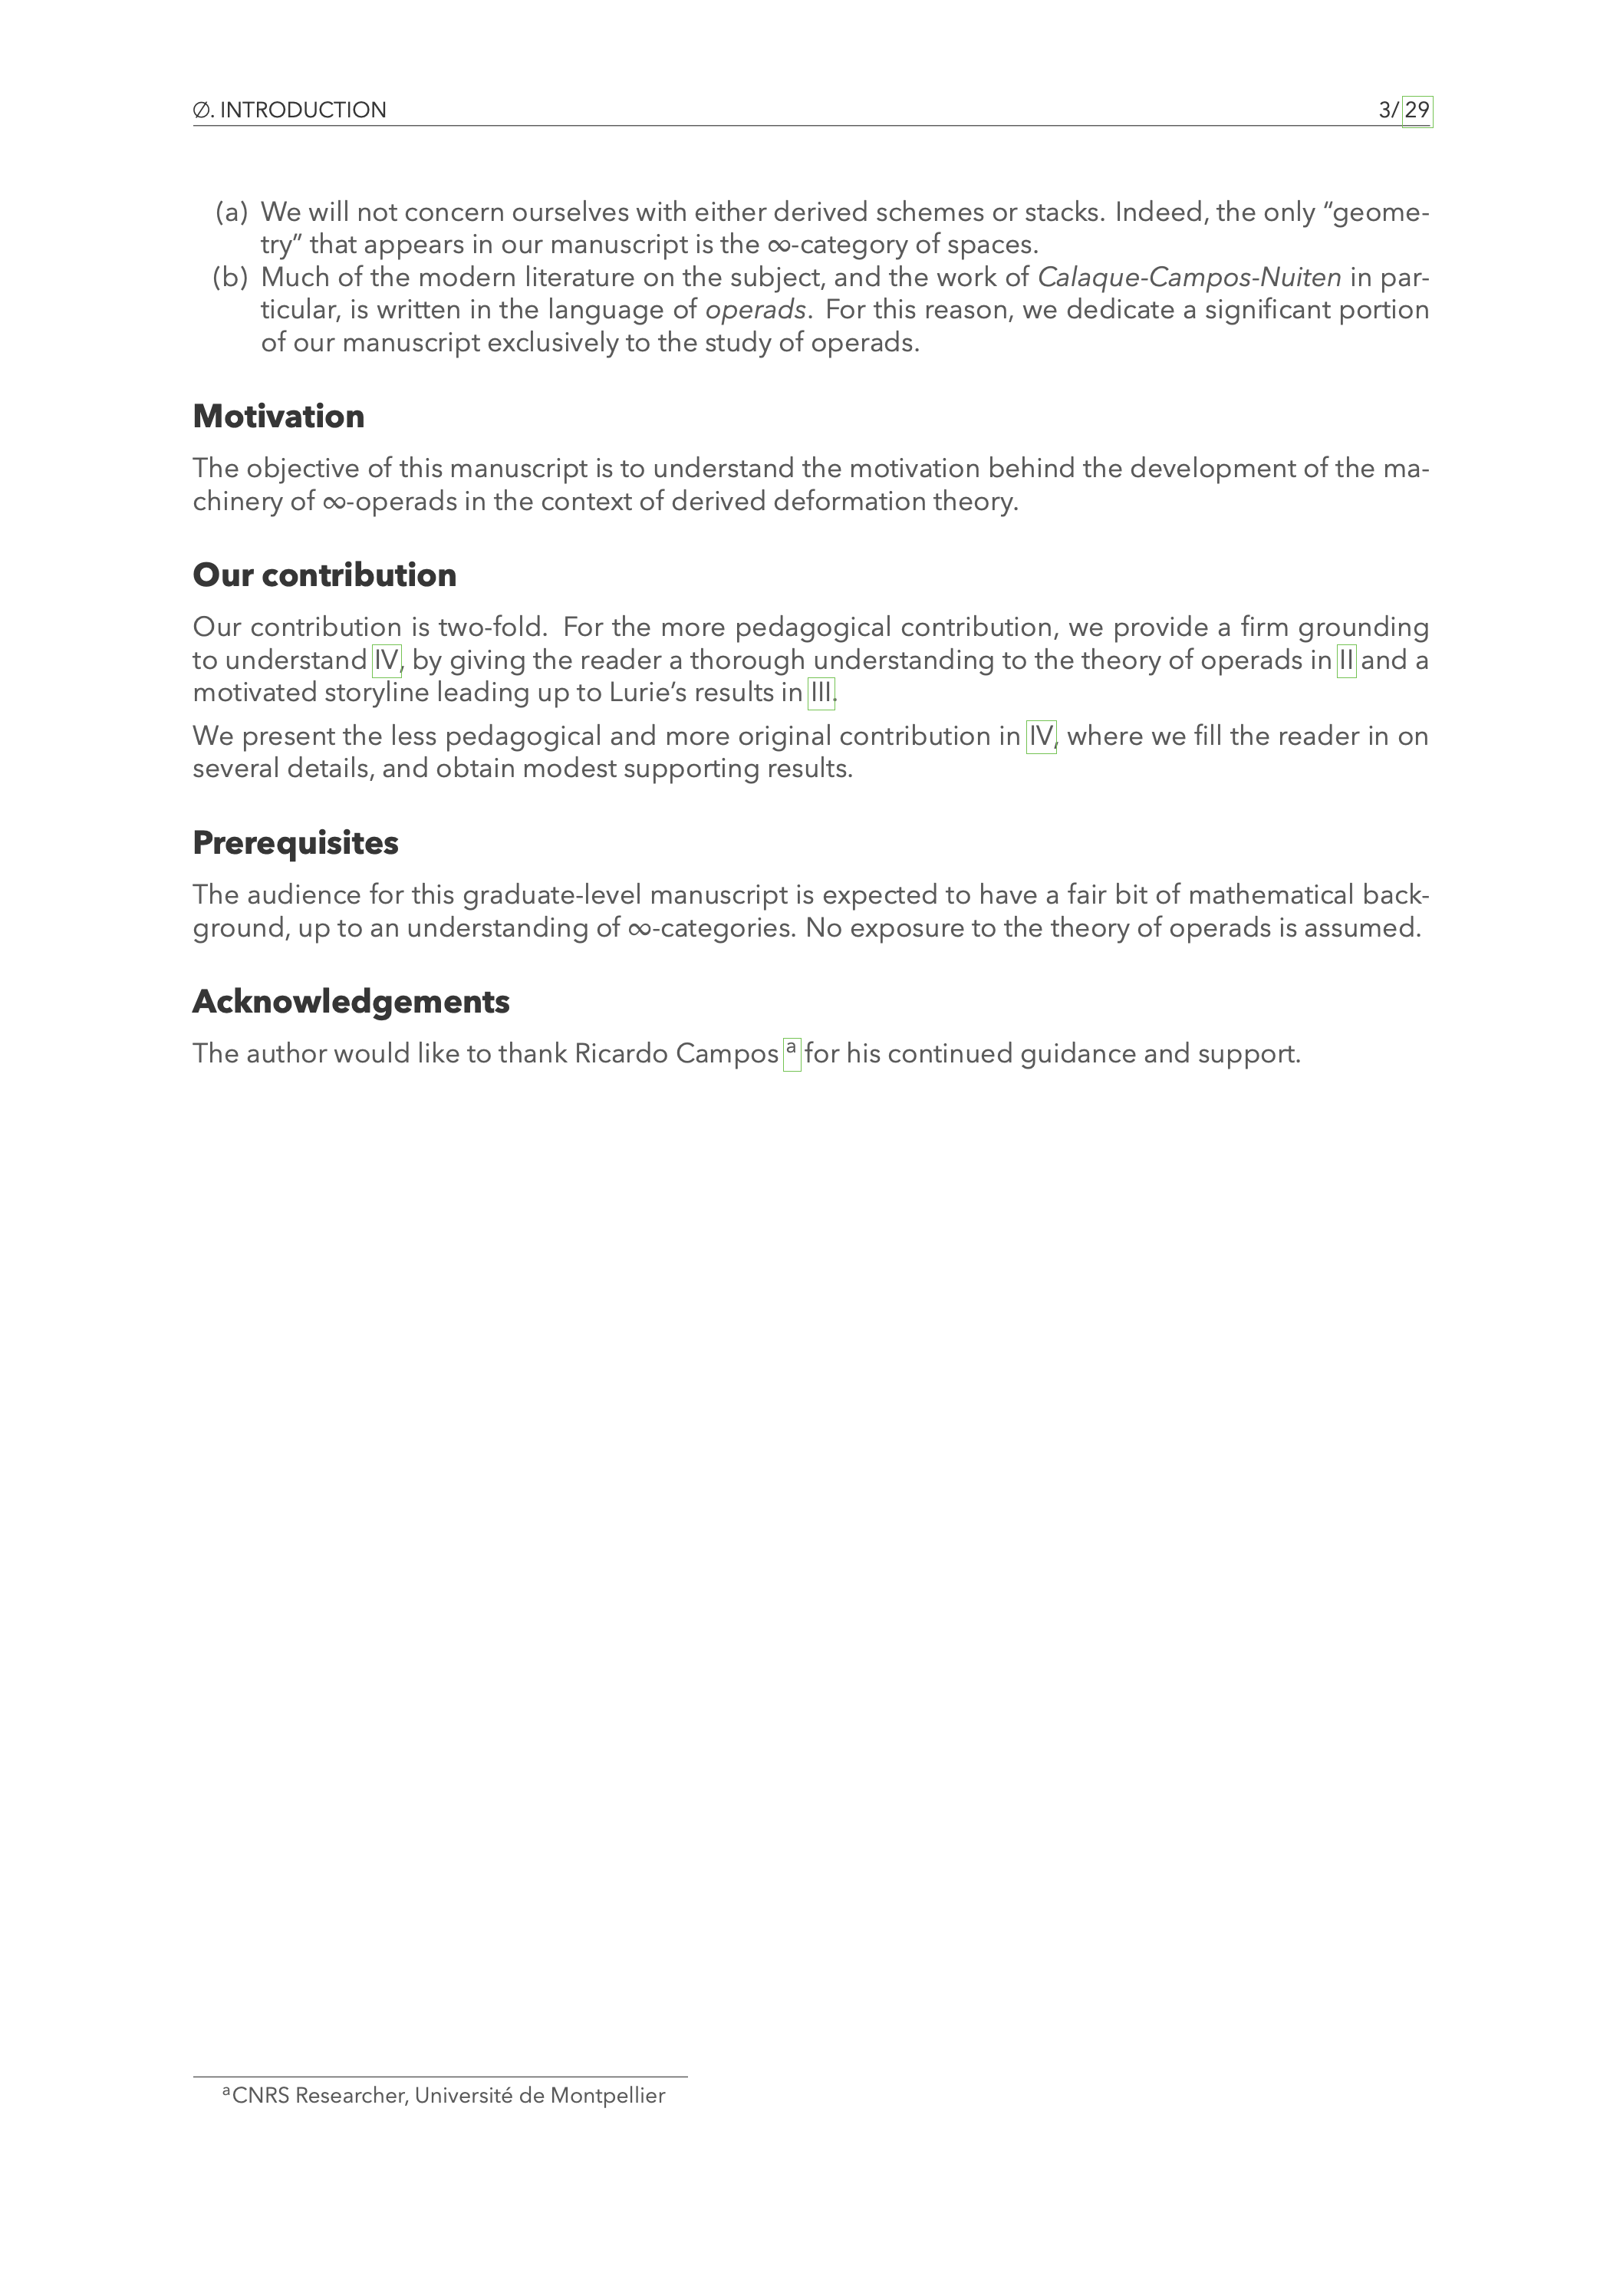 Ø. INTRODUCTION 3/29
(a) We will not concern ourselves with either derived schemes or stacks. Indeed, the only “geome-
try” that appears in our manuscript is the ∞-category of spaces.
(b) Much of the modern literature on the subject, and the work of Calaque-Campos-Nuiten in par-
ticular, is written in the language of operads. For this reason, we dedicate a significant portion
of our manuscript exclusively to the study of operads.
Motivation
The objective of this manuscript is to understand the motivation behind the development of the ma-
chinery of ∞-operads in the context of derived deformation theory.
Our contribution
Our contribution is two-fold. For the more pedagogical contribution, we provide a firm grounding
to understand IV, by giving the reader a thorough understanding to the theory of operads in II and a
motivated storyline leading up to Lurie’s results in III.
We present the less pedagogical and more original contribution in IV, where we fill the reader in on
several details, and obtain modest supporting results.
Prerequisites
The audience for this graduate-level manuscript is expected to have a fair bit of mathematical back-
ground, up to an understanding of ∞-categories. No exposure to the theory of operads is assumed.
Acknowledgements
The author would like to thank Ricardo Campos a for his continued guidance and support.
aCNRS Researcher, Université de Montpellier